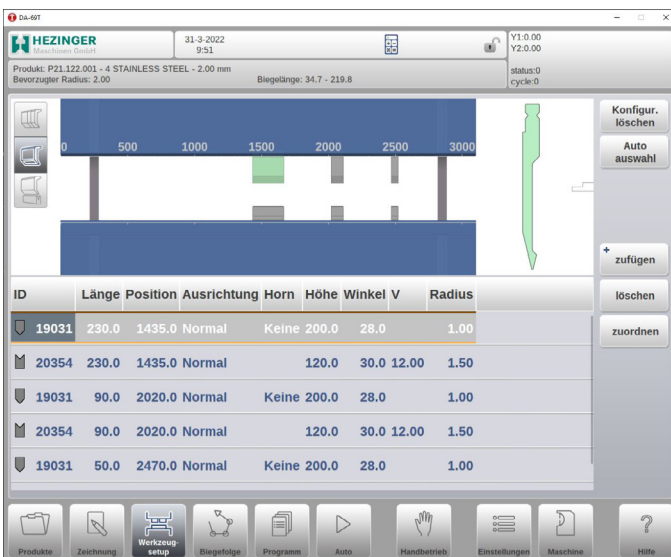 DA-69T
HEZINGER
Maschinen GmbH
31-3-2022
9:51
Y1:0.00
Y2:0.00
Produkt: P21.122.001 - 4 STAINLESS STEEL - 2.00 mm
Bevorzugter Radius: 2.00 Biegelänge: 34.7 - 219.8
status:0
cycle:0
0 500 1000 1500 2000 2500 3000
Konfigur.
löschen
Auto
auswahl
+
zufügen
löschen
zuordnen
ID Länge Position Ausrichtung Horn Höhe Winkel V Radius
19031 230.0 1435.0 Normal Keine 200.0 28.0 1.00
20354 230.0 1435.0 Normal 120.0 30.0 12.00 1.50
19031 90.0 2020.0 Normal Keine 200.0 28.0 1.00
20354 90.0 2020.0 Normal 120.0 30.0 12.00 1.50
19031 50.0 2470.0 Normal Keine 200.0 28.0 1.00
Produkte Zeichnung Werkzeug-
setup Biegefolge Programm Auto Handbetrieb Einstellungen Maschine Hilfe